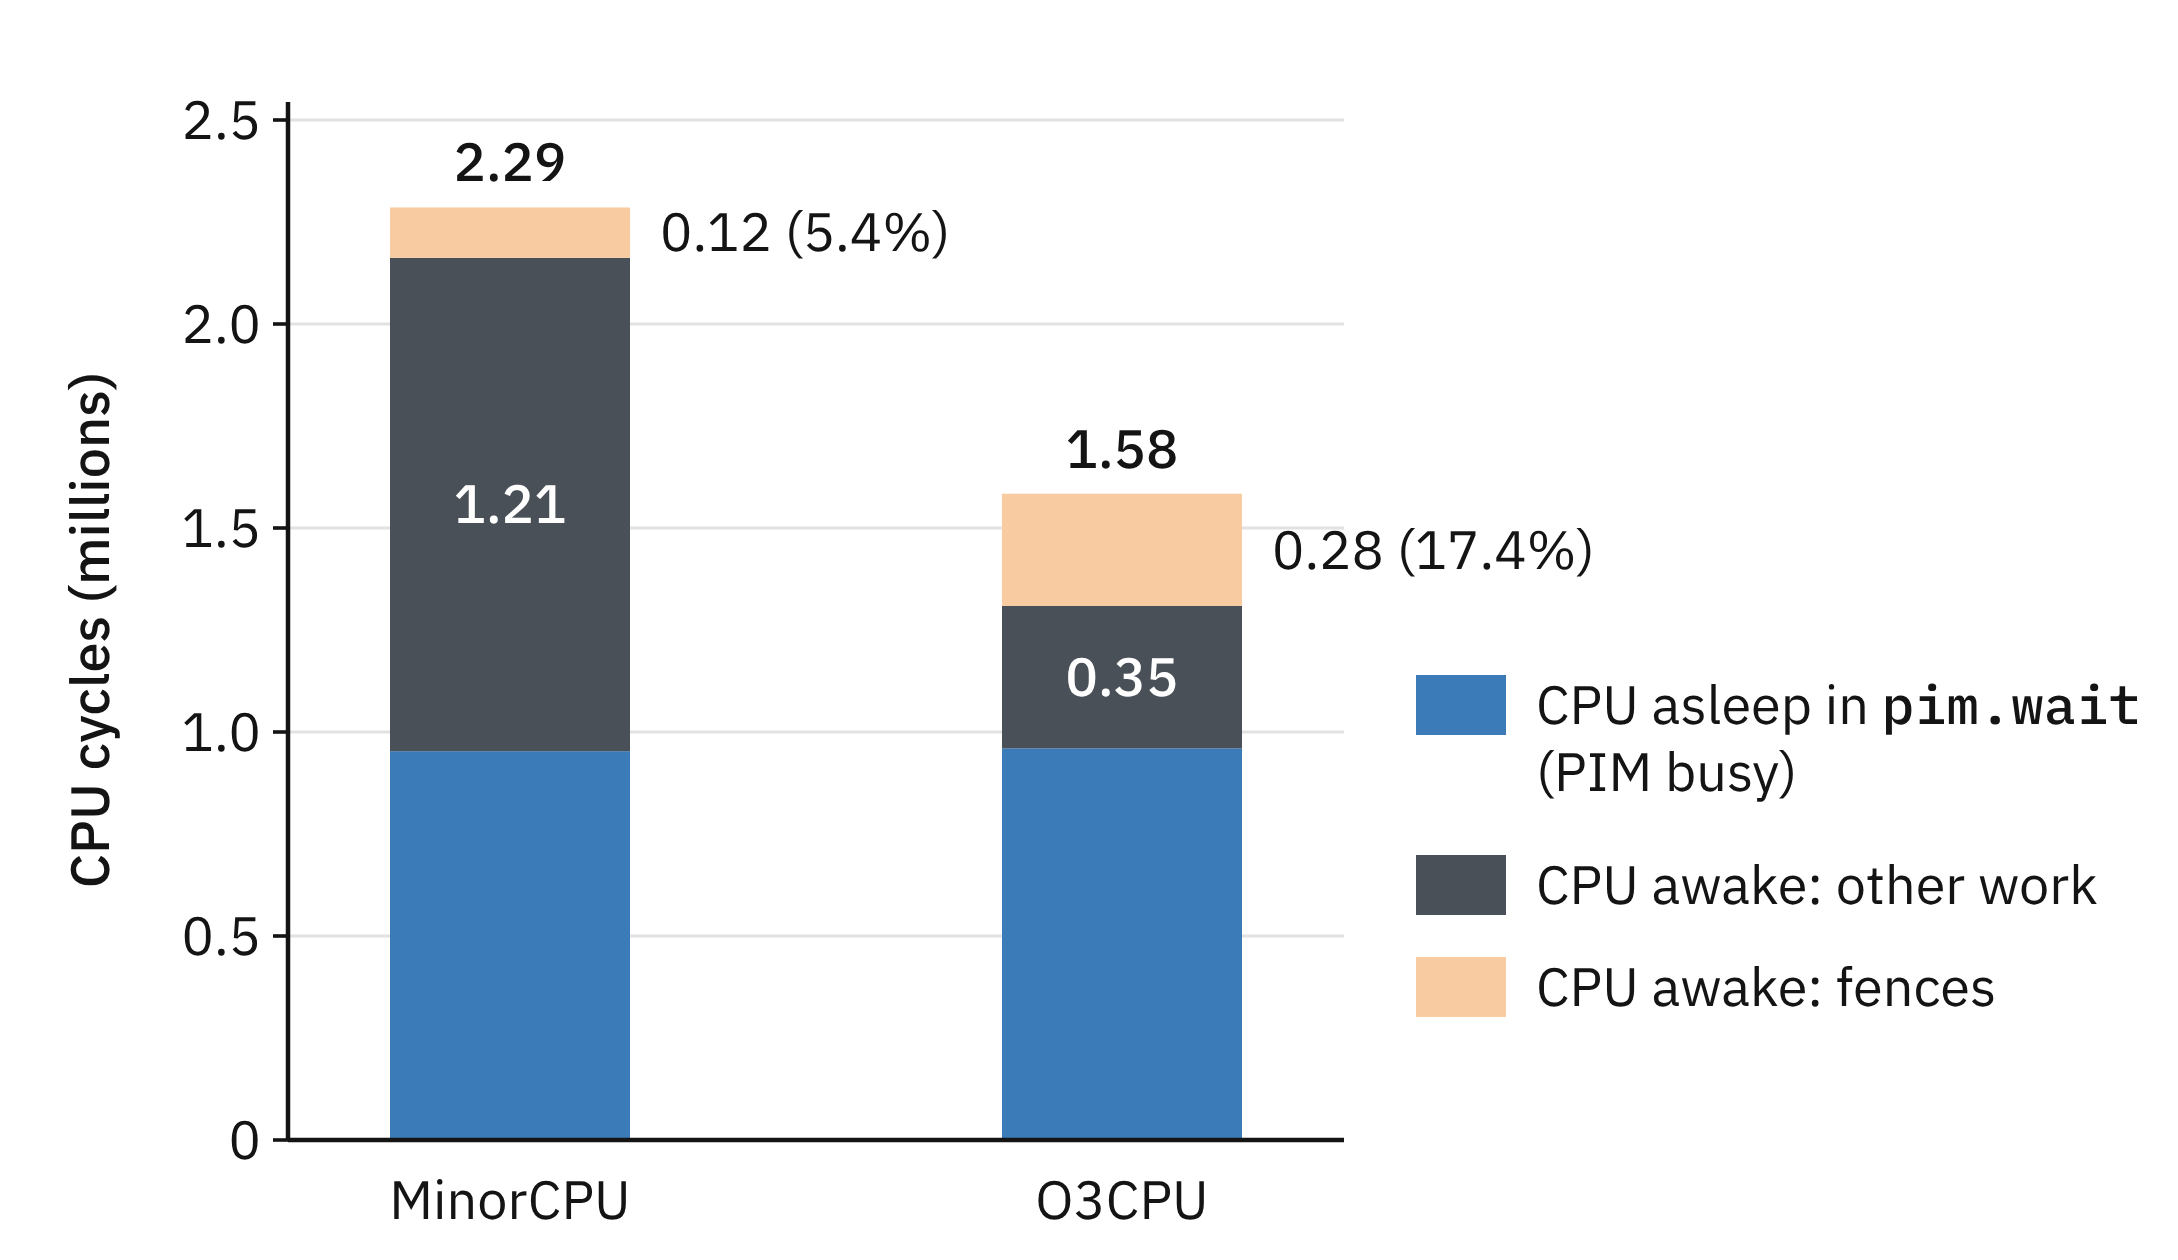 CPU cycles (millions)
2.5
2.0
1.5
1.0
0.5
0
2.29
0.12 (5.4%)
1.21
1.58
0.28 (17.4%)
0.35
MinorCPU
O3CPU
CPU asleep in pim.wait
(PIM busy)
CPU awake: other work
CPU awake: fences